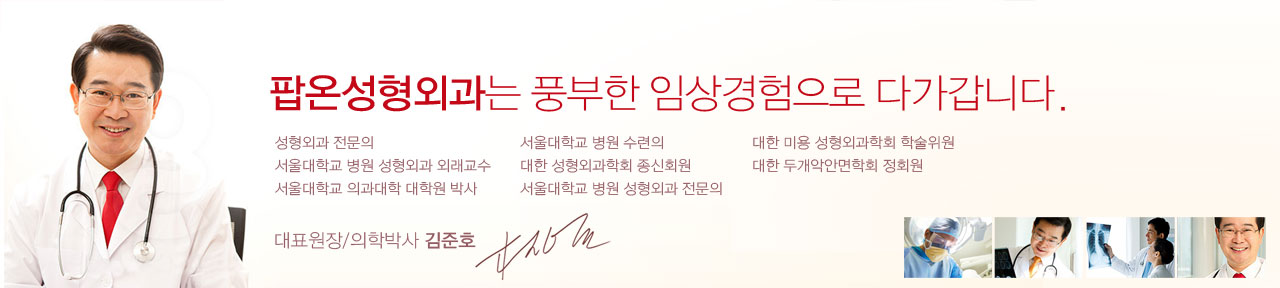 팝온성형외과는 풍부한 임상경험으로 다가갑니다.
성형외과 전문의
서울대학교 병원 성형외과 외래교수
서울대학교 의과대학 대학원 박사
서울대학교 병원 수련의
대한 성형외과학회 종신회원
서울대학교 병원 성형외과 전문의
대한 미용 성형외과학회 학술위원
대한 두개악안면학회 정회원
대표원장/의학박사 김준호